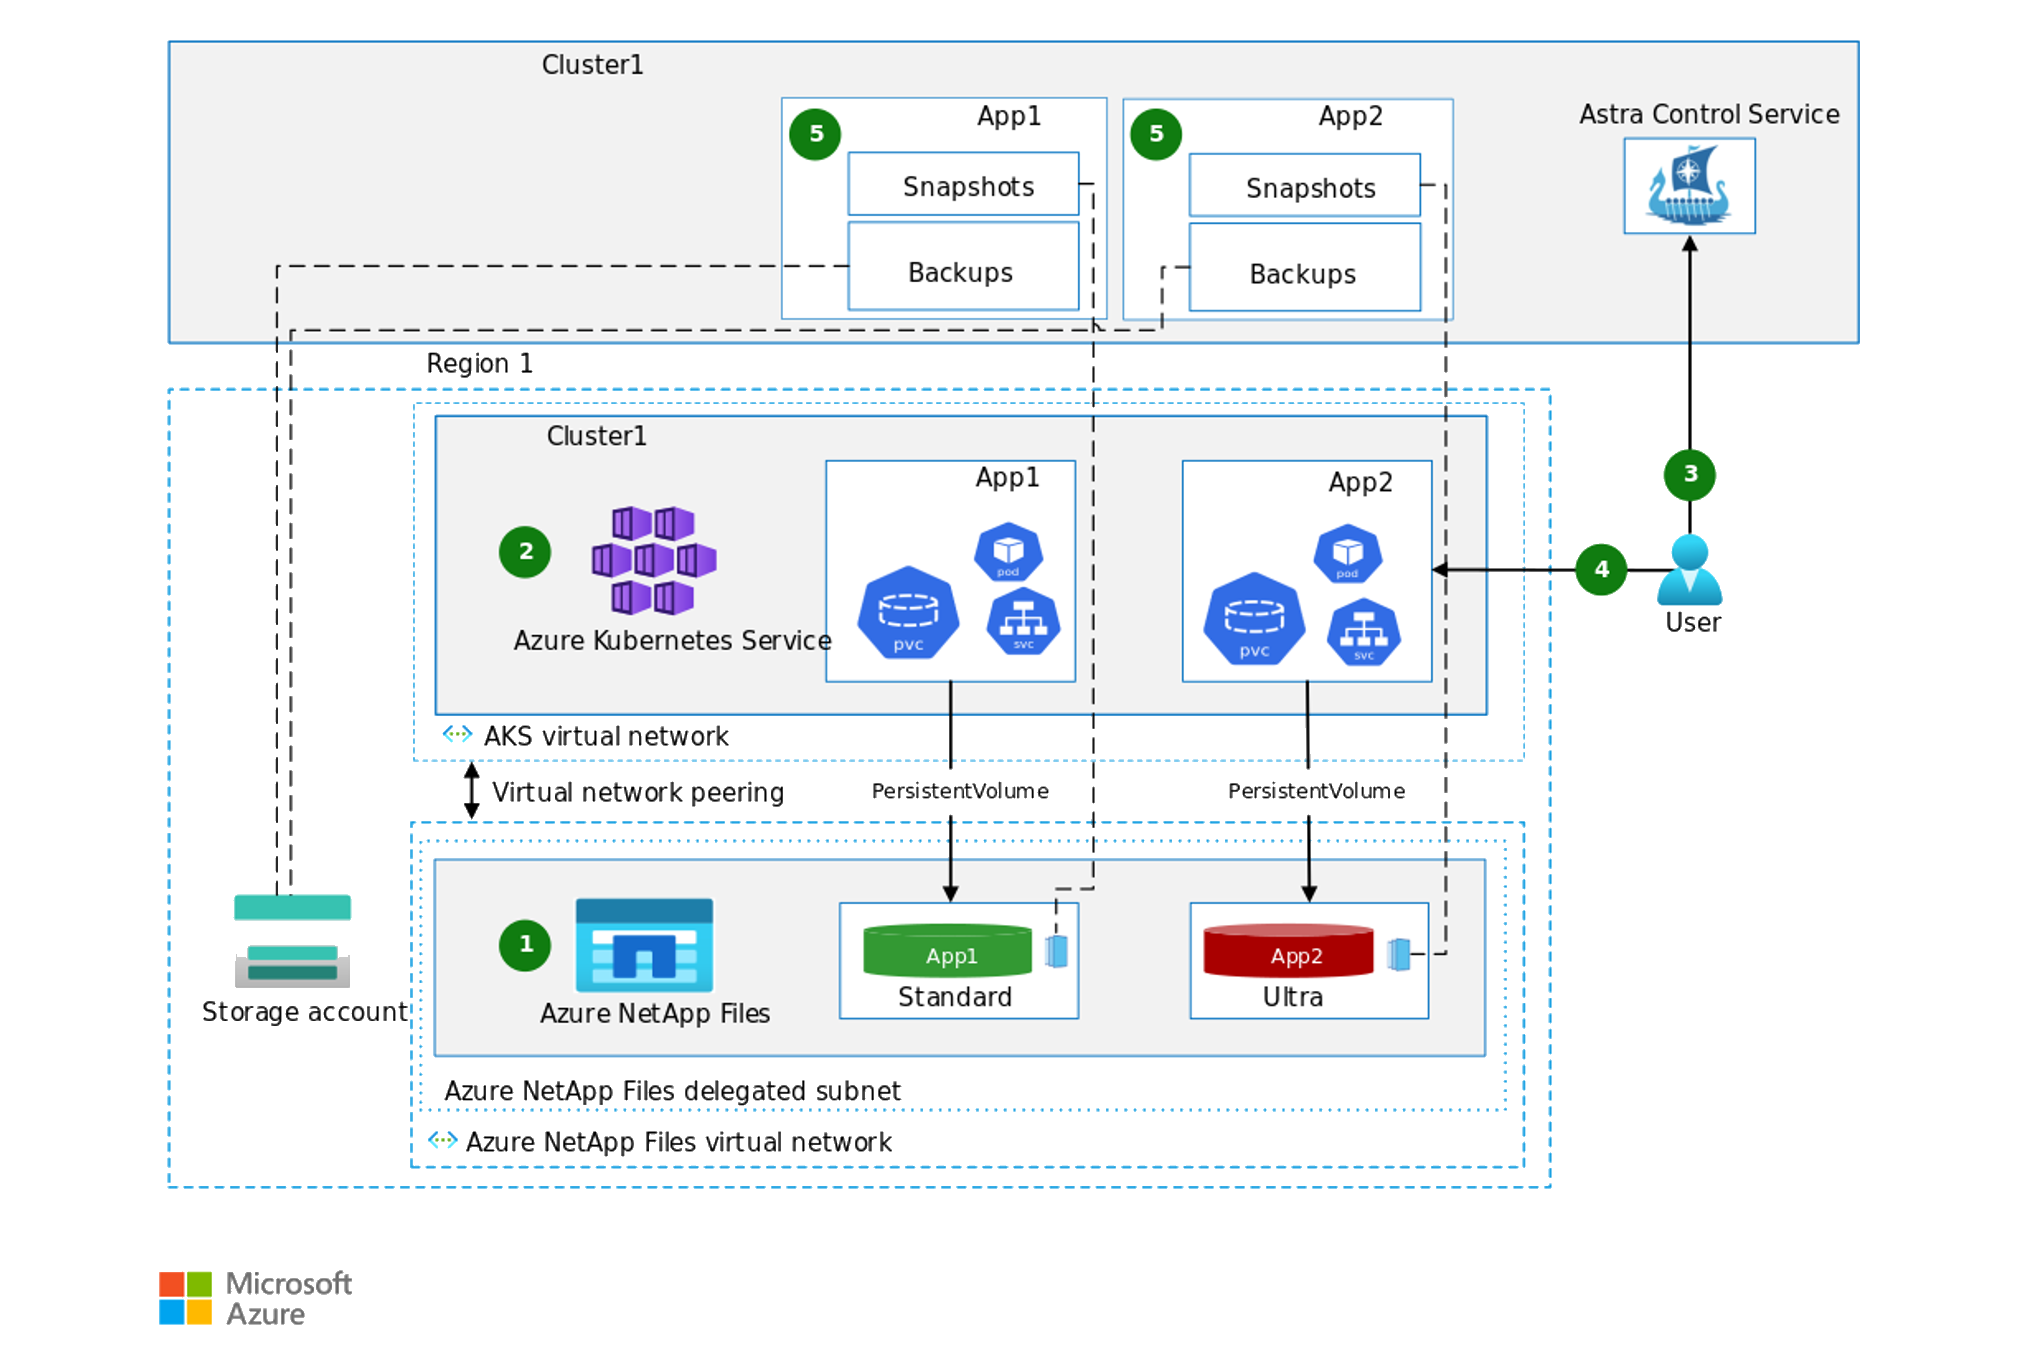 Cluster1
App1
App2
Astra Control Service
5
5
Snapshots
Snapshots
Backups
Backups
Region 1
Cluster1
App1
App2
3
2
pod
pod
4
pvc
svc
pvc
svc
User
Azure Kubernetes Service
AKS virtual network
Virtual network peering
PersistentVolume
PersistentVolume
1
App1
App2
Standard
Ultra
Storage account
Azure NetApp Files
Azure NetApp Files delegated subnet
Azure NetApp Files virtual network
Microsoft
Azure